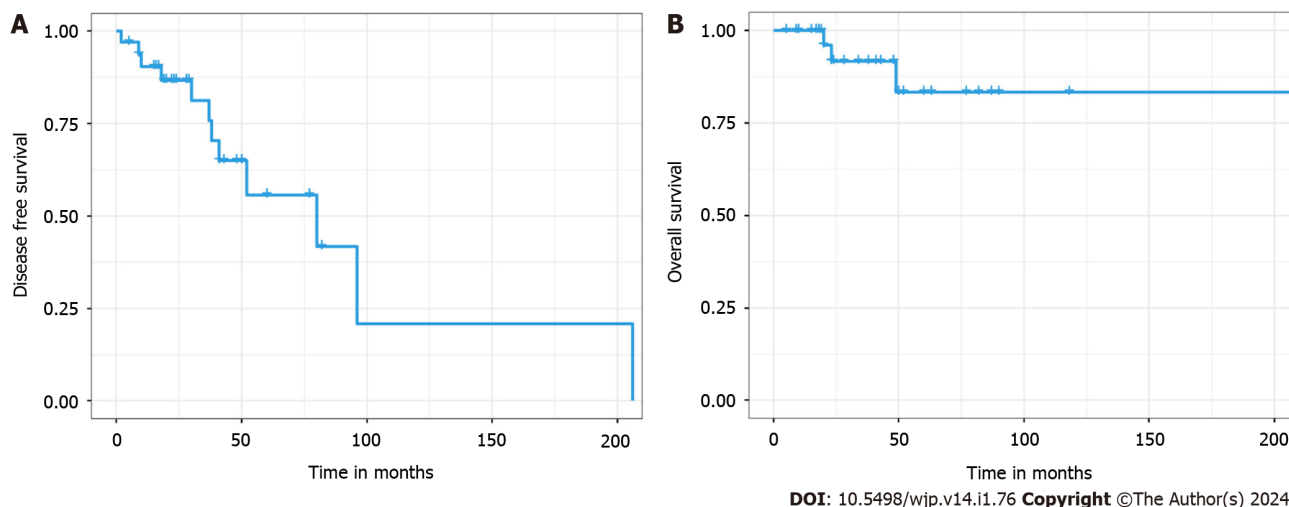 A
1.00
0.75
0.50
0.25
0.00
Disease free survival
0
50
100
150
200
Time in months
B
1.00
0.75
0.50
0.25
0.00
Overall survival
0
50
100
150
200
Time in months
DOI: 10.5498/wjp.v14.i1.76 Copyright ©The Author(s) 2024